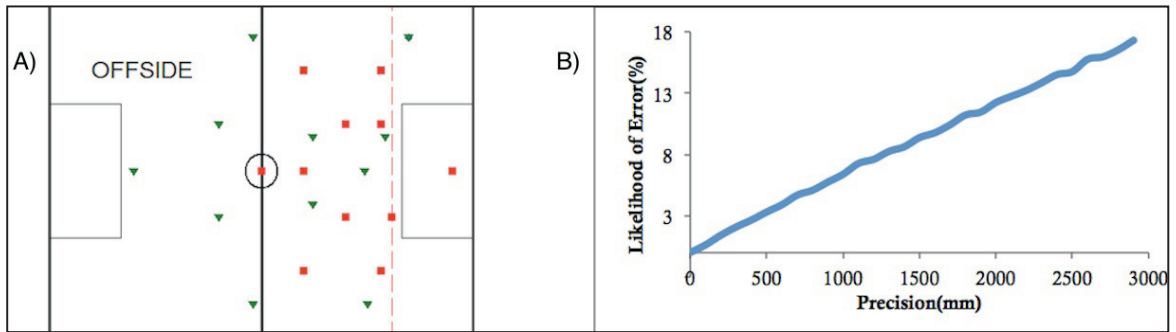 A)
OFFSIDE
B)
Likelihood of Error(%)
18
13
8
3
0
500
1000
1500
2000
2500
3000
Precision(mm)